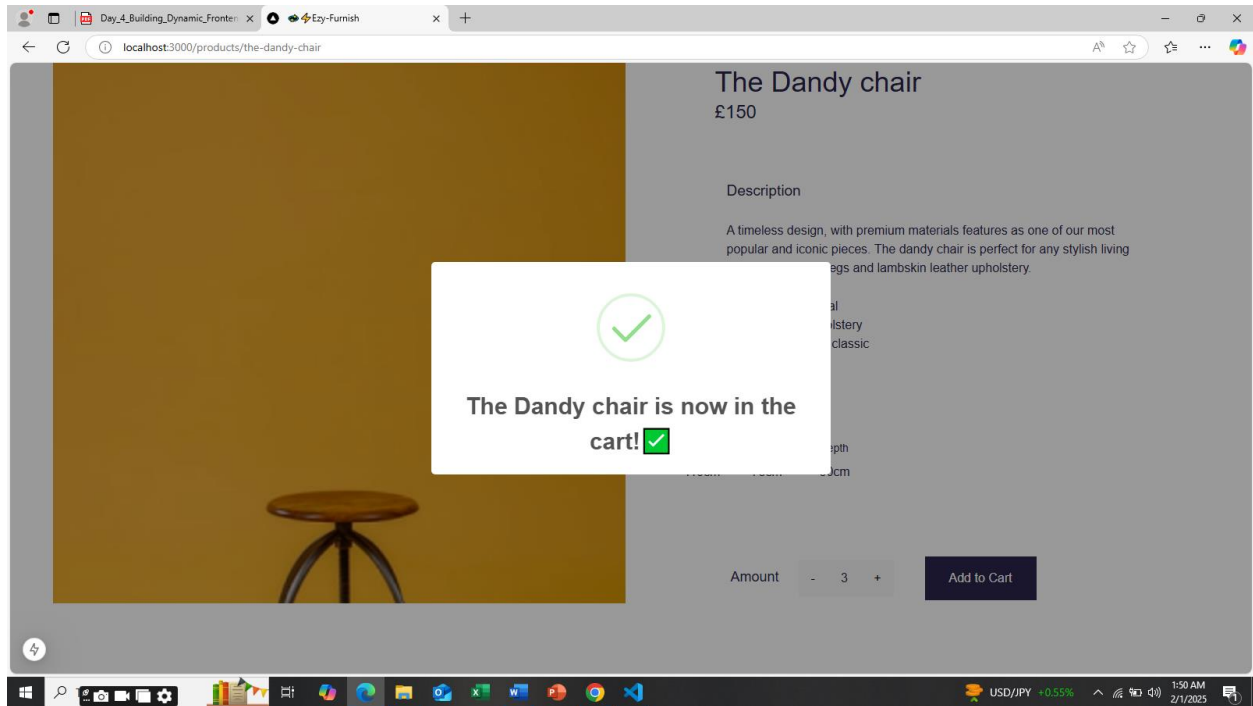 Day_4_Building_Dynamic_Fronten
Ezy-Furnish
localhost:3000/products/the-dandy-chair
The Dandy chair
£150
Description
A timeless design, with premium materials features as one of our most
popular and iconic pieces. The dandy chair is perfect for any stylish living
egs and lambskin leather upholstery.
al
olstery
classic
The Dandy chair is now in the
cart!
epth
Amount - 3 + Add to Cart
USD/JPY +0.55%
1:50 AM
2/1/2025